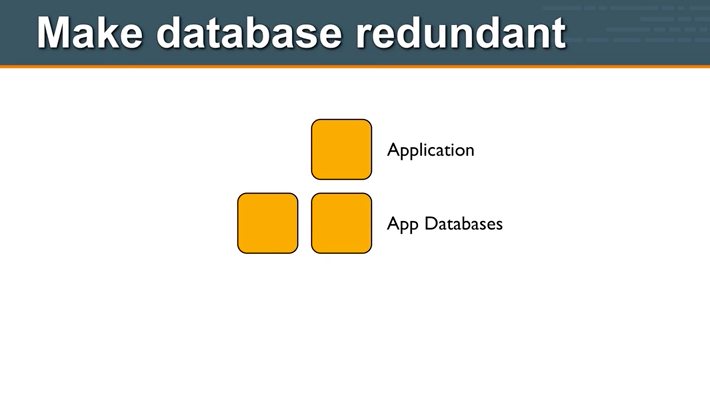 Make database redundant
Application
App Databases